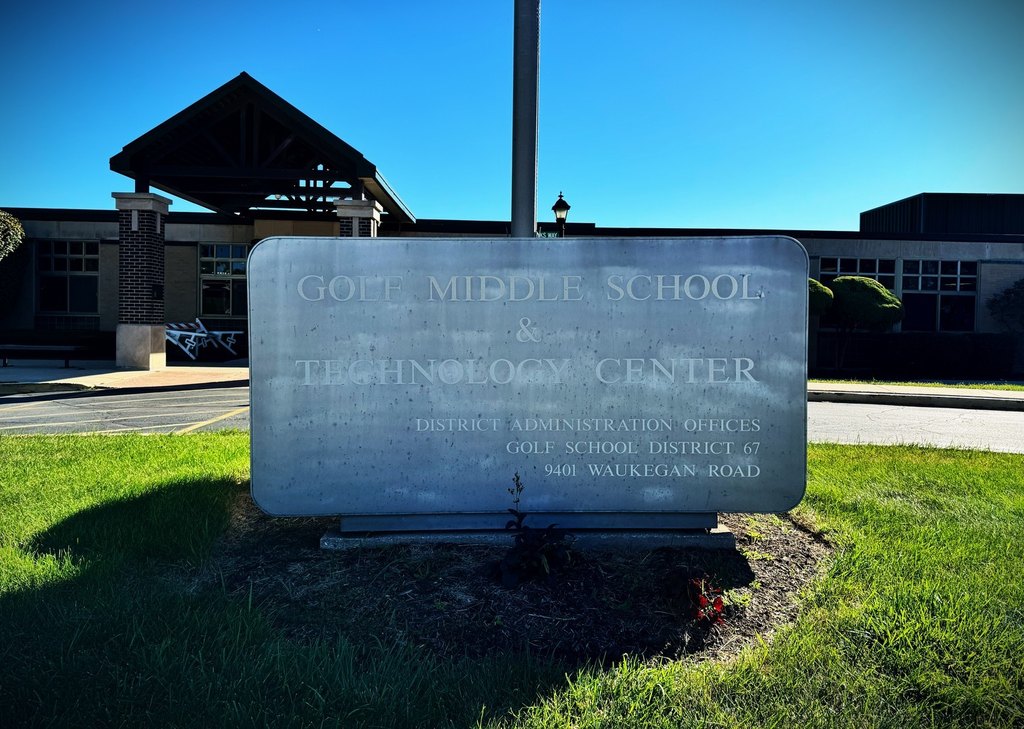 GOLF MIDDLE SCHOOL
&
TECHNOLOGY CENTER
DISTRICT ADMINISTRATION OFFICES
GOLF SCHOOL DISTRICT 67
9401 WAUKEGAN ROAD